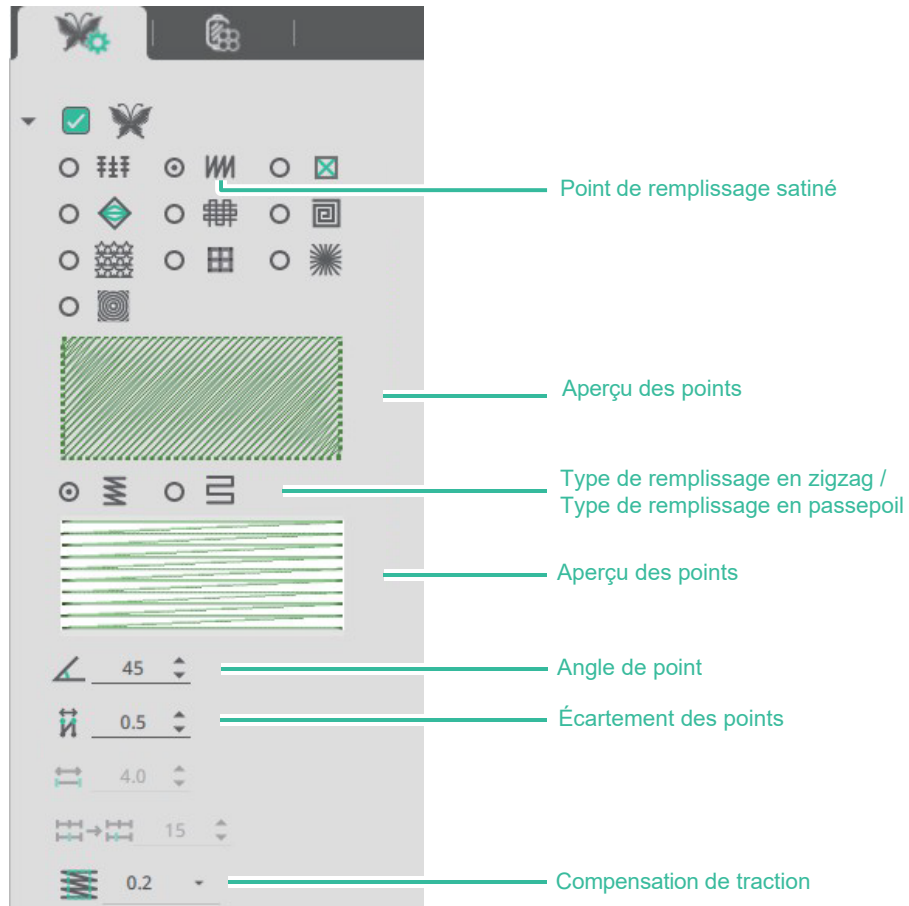 Point de remplissage satiné
Aperçu des points
Type de remplissage en zigzag /
Type de remplissage en passepoil
Aperçu des points
45
Angle de point
0.5
Écartement des points
4.0
15
0.2
Compensation de traction